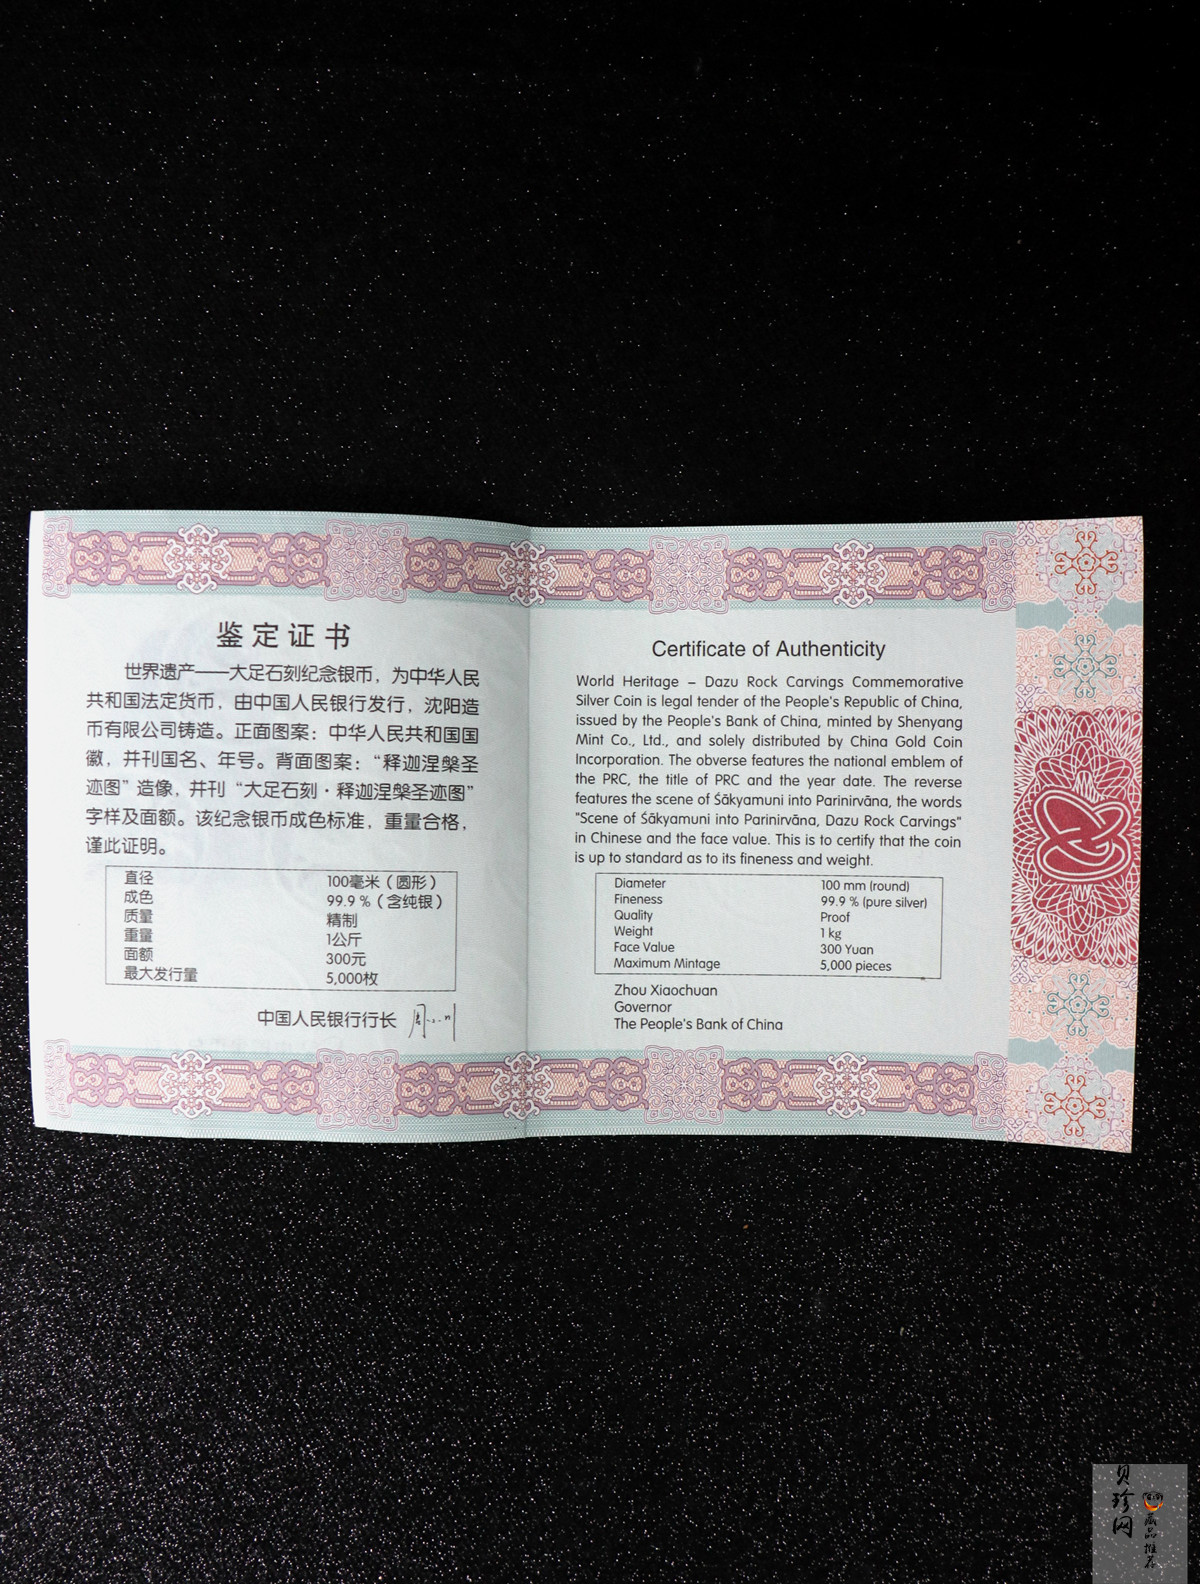 鉴定证书
世界遗产——大足石刻纪念银币，为中华人民
共和国法定货币，由中国人民银行发行，沈阳造
币有限公司铸造。正面图案：中华人民共和国国
徽，并刊国名、年号。背面图案：“释迦涅槃圣
迹图”造像，并刊“大足石刻·释迦涅槃圣迹图”
字样及面额。该纪念银币成色标准，重量合格，
谨此证明。
直径 100毫米（圆形）
成色 99.9％（含纯银）
质量 精制
重量 1公斤
面额 300元
最大发行量 5,000枚
中国人民银行行长
Certificate of Authenticity
World Heritage – Dazu Rock Carvings Commemorative
Silver Coin is legal tender of the People's Republic of China,
issued by the People's Bank of China, minted by Shenyang
Mint Co., Ltd., and solely distributed by China Gold Coin
Incorporation. The obverse features the national emblem of
the PRC, the title of PRC and the year date. The reverse
features the scene of Śākyamuni into Parinirvāna, the words
"Scene of Śākyamuni into Parinirvāna, Dazu Rock Carvings"
in Chinese and the face value. This is to certify that the coin
is up to standard as to its fineness and weight.
Diameter 100 mm (round)
Fineness 99.9 % (pure silver)
Quality Proof
Weight 1 kg
Face Value 300 Yuan
Maximum Mintage 5,000 pieces
Zhou Xiaochuan
Governor
The People's Bank of China
贝珍网
藏品推荐